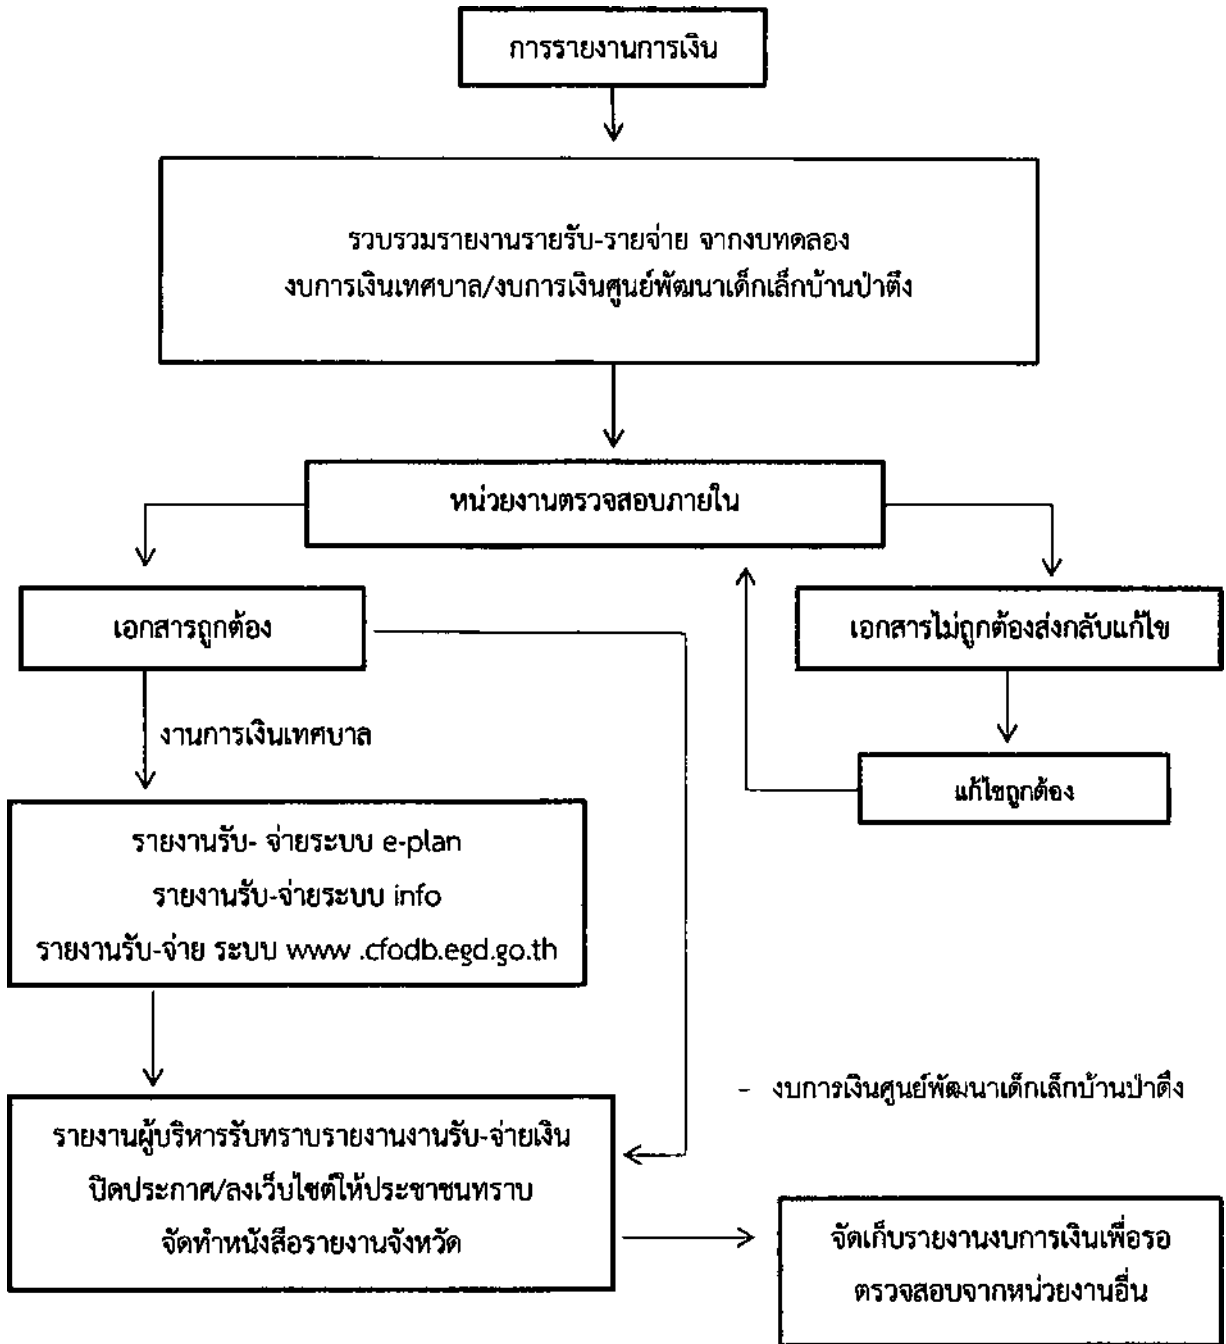 การรายงานการเงิน
รวบรวมรายงานรายรับ-รายจ่าย จากงบทดลอง
งบการเงินเทศบาล/งบการเงินศูนย์พัฒนาเด็กเล็กบ้านป่าตึง
หน่วยงานตรวจสอบภายใน
เอกสารถูกต้อง
เอกสารไม่ถูกต้องส่งกลับแก้ไข
งานการเงินเทศบาล
แก้ไขถูกต้อง
รายงานรับ- จ่ายระบบ e-plan
รายงานรับ-จ่ายระบบ info
รายงานรับ-จ่าย ระบบ www .cfodb.egd.go.th
- งบการเงินศูนย์พัฒนาเด็กเล็กบ้านป่าตึง
รายงานผู้บริหารรับทราบรายงานงานรับ-จ่ายเงิน
ปิดประกาศ/ลงเว็บไซต์ให้ประชาชนทราบ
จัดทำหนังสือรายงานจังหวัด
จัดเก็บรายงานงบการเงินเพื่อรอ
ตรวจสอบจากหน่วยงานอื่น